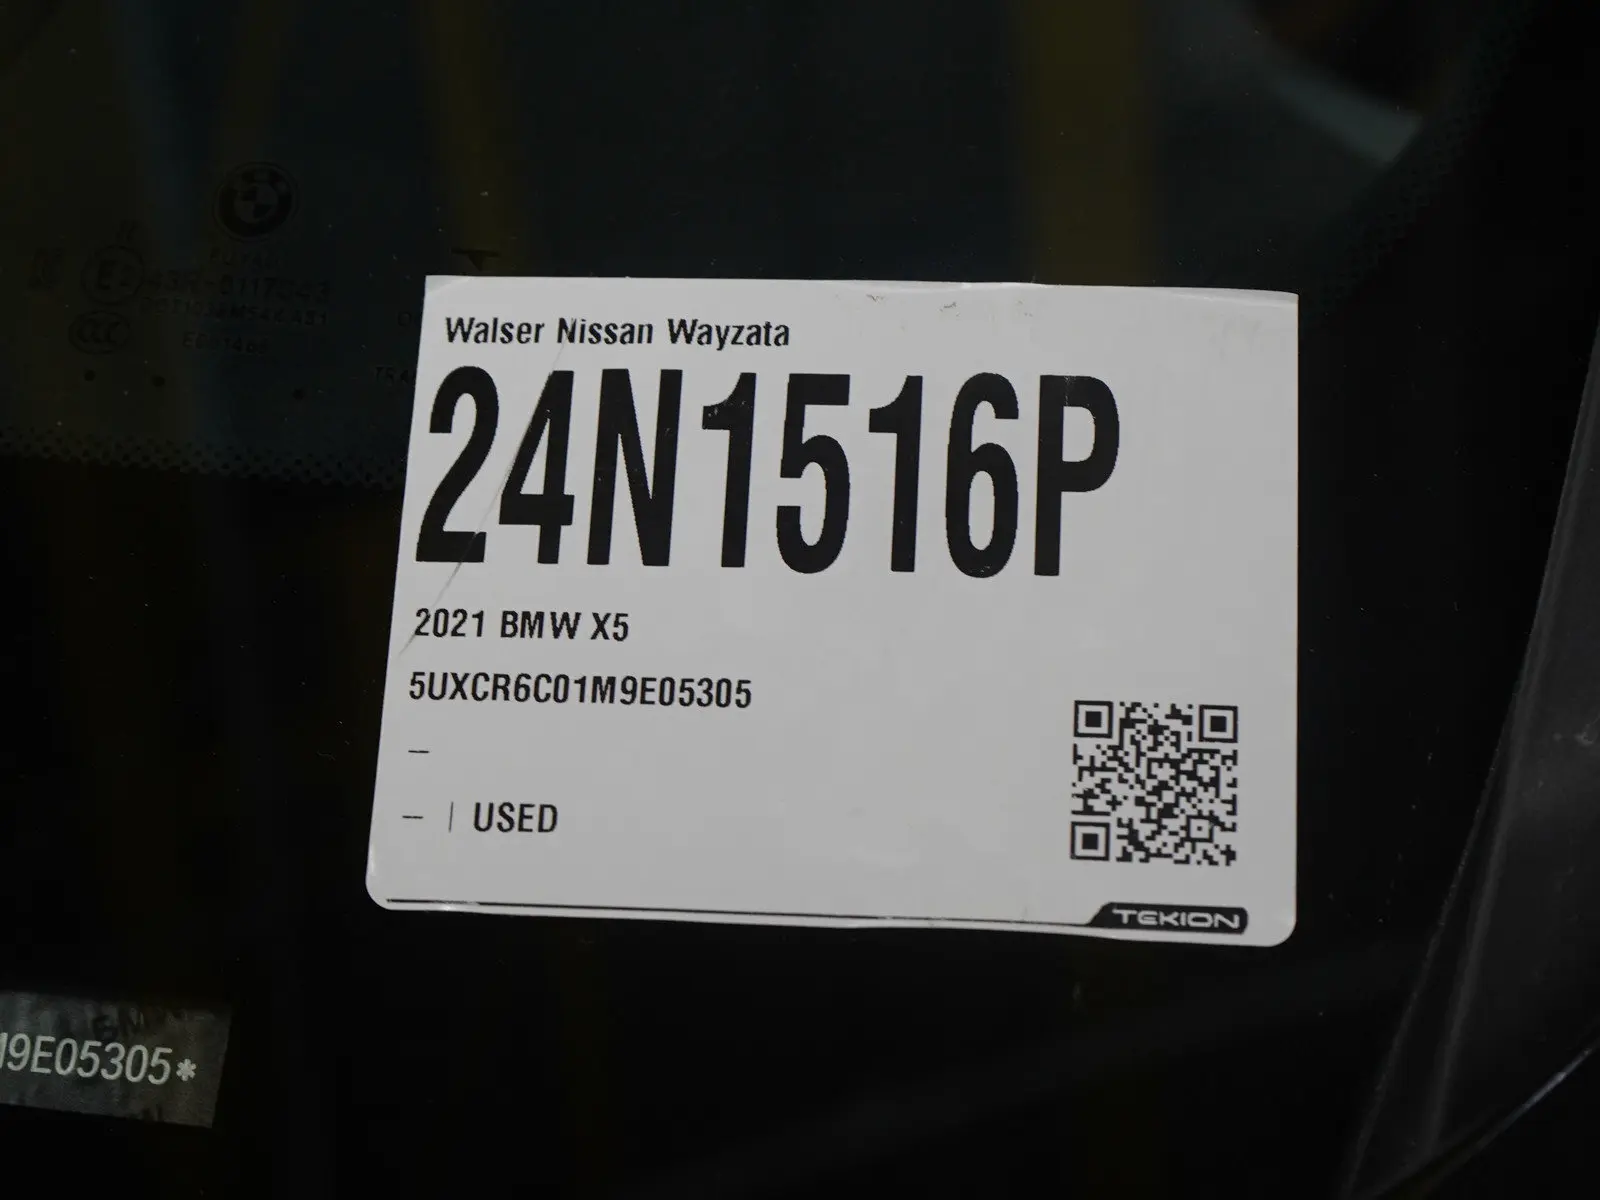 Walser Nissan Wayzata
24N1516P
2021 BMW X5
5UXCR6C01M9E05305
–
– | USED
TEKION
9E05305*